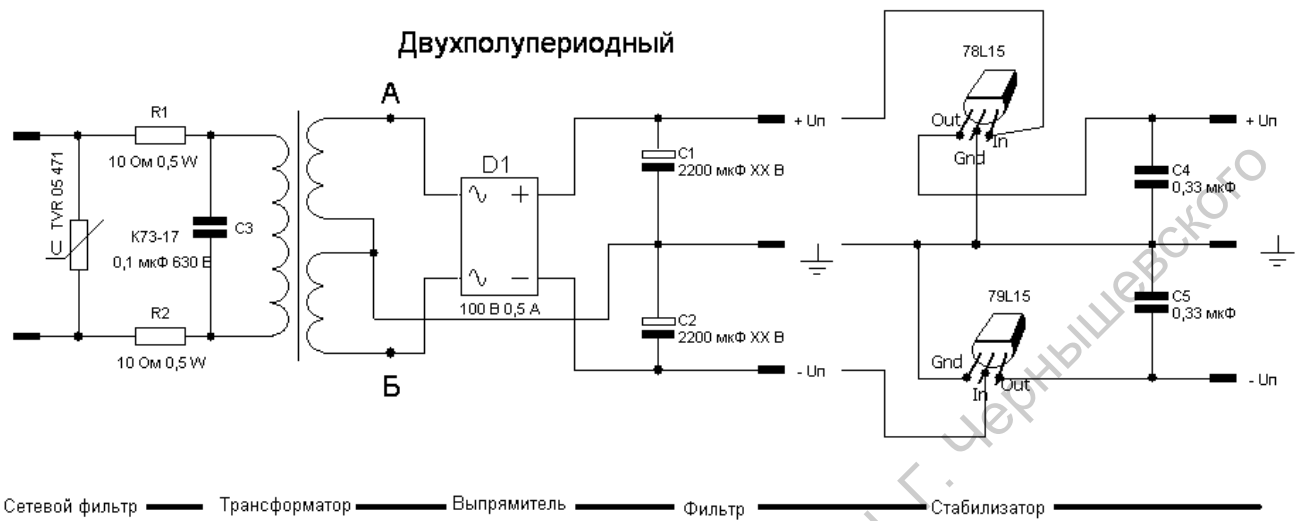 Двухполупериодный
78L15
А
R1
Out
+ Uп
+ Uп
In
10 Ом 0,5 W
D1
C1
Gnd
2200 мкФ ХХ В
C4
0,33 мкФ
U TVR 05 471
К73-17
C3
0,1 мкФ 630 В
79L15
C5
R2
100 В 0,5 А
C2
0,33 мкФ
2200 мкФ ХХ В
10 Ом 0,5 W
Gnd
- Uп
- Uп
Б
In
Out
Г. Чернышевского
Сетевой фильтр
Трансформатор
Выпрямитель
Фильтр
Стабилизатор